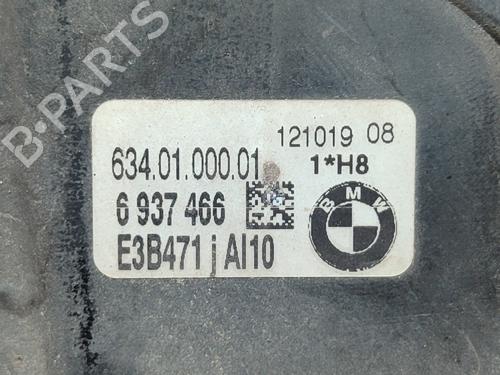 B-PARTS
121019 08
634.01.000.01
1*H8
6 937 466
E3B471 j AI10
BMW